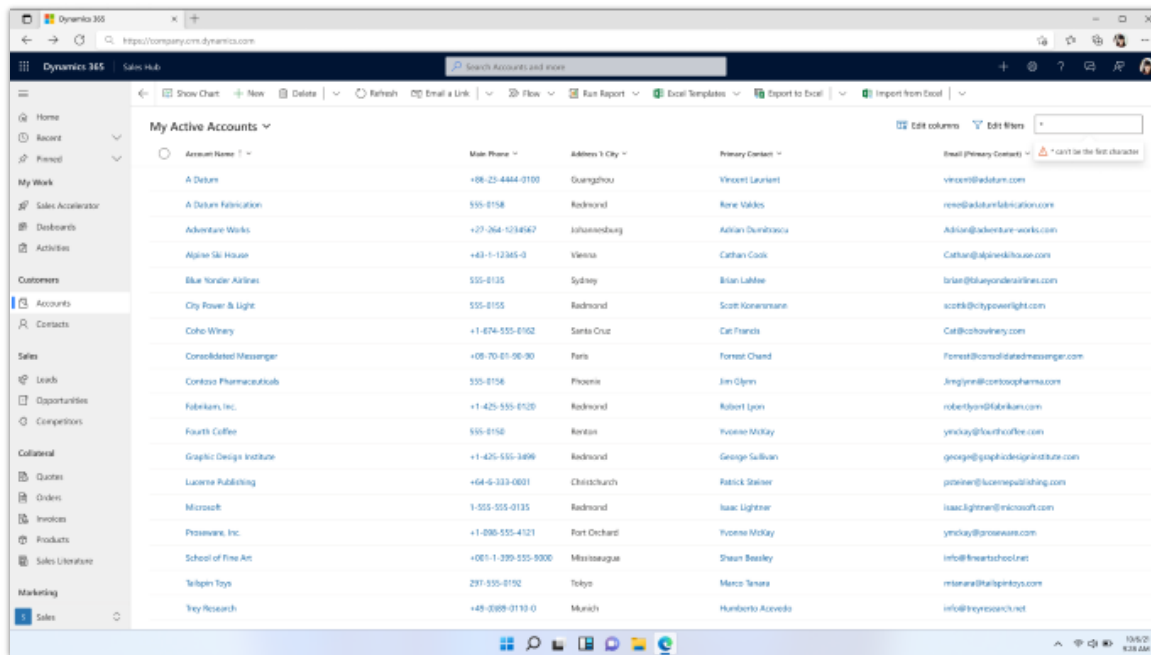 Dynamics 365
https://company.crm.dynamics.com
Dynamics 365 Sales Hub Search Accounts and more
Show Chart New Delete Refresh Email a Link Flow Run Report Excel Templates Export to Excel Import from Excel
Home
Recent
Pinned
My Work
Sales Accelerator
Dasboards
Activities
Customers
Accounts
Contacts
Sales
Leads
Opportunities
Competitors
Collateral
Quotes
Orders
Invoices
Products
Sales Literature
Marketing
S Sales
My Active Accounts Edit columns Edit filters *
* can't be the first character
Account Name ↑ Main Phone Address 1: City Primary Contact Email (Primary Contact)
A Datum +86-23-4444-0100 Guangzhou Vincent Lauriant vincent@adatum.com
A Datum Fabrication 555-0158 Redmond Rene Valdes rene@adatumfabrication.com
Adventure Works +27-264-1234567 Johannesburg Adrian Dumitrascu Adrian@adventure-works.com
Alpine Ski House +43-1-12345-0 Vienna Cathan Cook Cathan@alpineskihouse.com
Blue Yonder Airlines 555-0135 Sydney Brian LaMee brian@blueyonderairlines.com
City Power & Light 555-0155 Redmond Scott Konersmann scottk@citypowerlight.com
Coho Winery +1-674-555-0162 Santa Cruz Cat Francis Cat@cohowinery.com
Consolidated Messenger +09-70-01-90-90 Paris Forrest Chand Forrest@consolidatedmessenger.com
Contoso Pharmaceuticals 555-0156 Phoenix Jim Glynn Jimglynn@contosopharma.com
Fabrikam, Inc. +1-425-555-0120 Redmond Robert Lyon robertlyon@fabrikam.com
Fourth Coffee 555-0150 Renton Yvonne McKay ymckay@fourthcoffee.com
Graphic Design Institute +1-425-555-3499 Redmond George Sullivan george@graphicdesigninstitute.com
Lucerne Publishing +64-6-333-0001 Christchurch Patrick Steiner psteiner@lucernepublishing.com
Microsoft 1-555-555-0135 Redmond Isaac Lightner isaac.lightner@microsoft.com
Proseware, Inc. +1-098-555-4121 Port Orchard Yvonne McKay ymckay@proseware.com
School of Fine Art +001-1-399-555-9000 Mississaugua Shaun Beasley info@fineartschool.net
Tailspin Toys 297-555-0192 Tokyo Marco Tanara mtanara@tailspintoys.com
Trey Research +49-(0)89-0110-0 Munich Humberto Acevedo info@treyresearch.net
9:28 AM